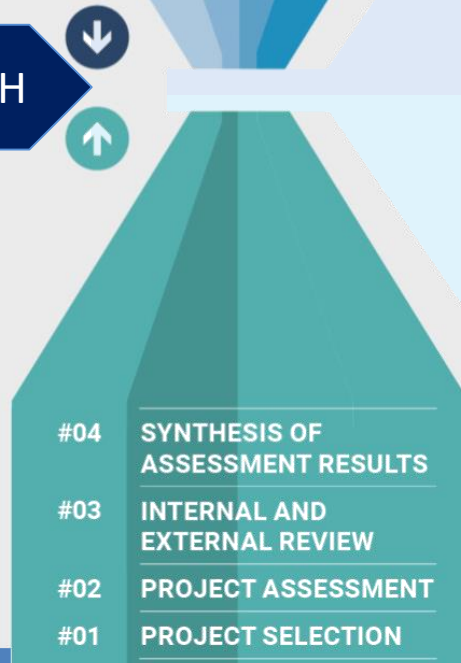 H
#04 SYNTHESIS OF
ASSESSMENT RESULTS
#03 INTERNAL AND
EXTERNAL REVIEW
#02 PROJECT ASSESSMENT
#01 PROJECT SELECTION